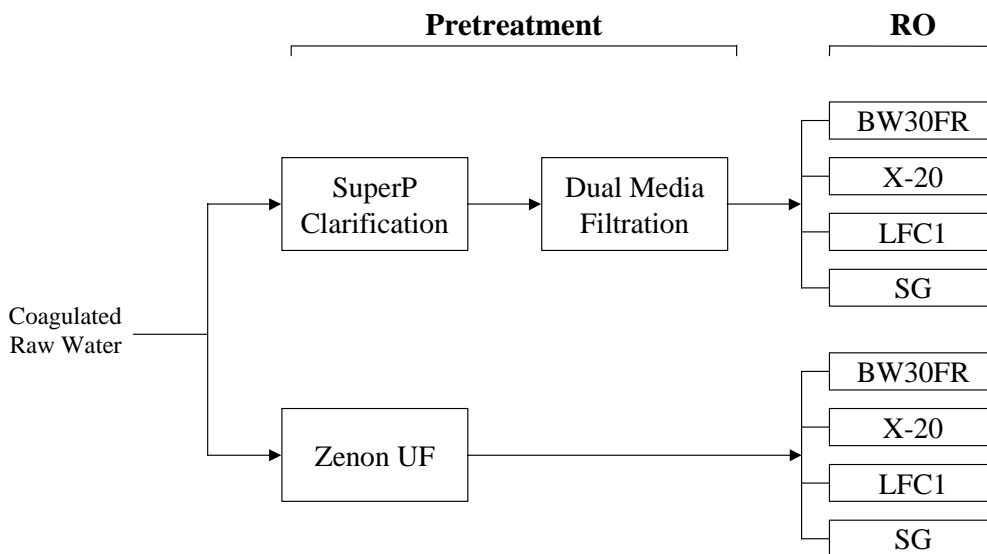 Pretreatment
RO
SuperP
Clarification
Dual Media
Filtration
BW30FR
X-20
LFC1
SG
Coagulated
Raw Water
Zenon UF
BW30FR
X-20
LFC1
SG